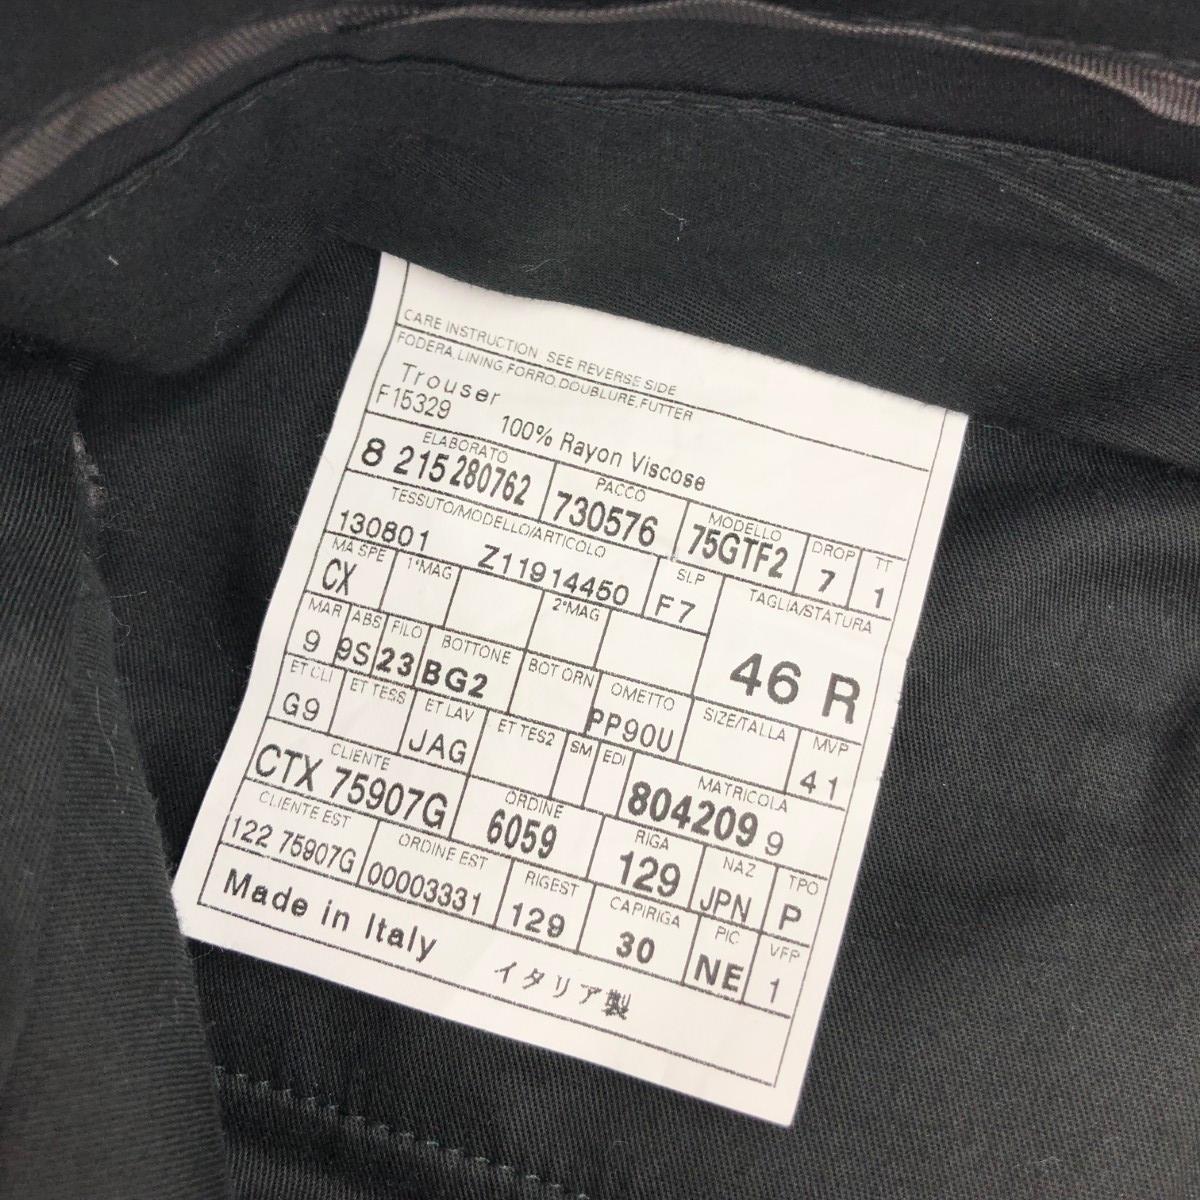 CARE INSTRUCTION SEE REVERSE SIDE
FODERA,LINING,FORRO,DOUBLURE,FUTTER
Trouser
F15329 100% Rayon Viscose
ELABORATO PACCO MODELLO DROP TT
8 215 280762 730576 75GTF2 7 1
TESSUTO/MODELLO/ARTICOLO SLP TAGLIA/STATURA
130801 Z11914450 F7 46 R
MA SPE 1°MAG 2°MAG
CX
MAR ABS FILO BOTTONE BOT ORN OMETTO SIZE/TALLA MVP
9 9S 23 BG2 PP90U 41
ET CLI ET TESS ET LAV ET TES2 SM EDI MATRICOLA
G9 JAG 804209 9
CLIENTE ORDINE RIGA NAZ TPO
CTX 75907G 6059 129 JPN P
CLIENTE EST ORDINE EST RIGEST CAPIRIGA PIC VFP
122 75907G 00003331 129 30 NE 1
Made in Italy イタリア製